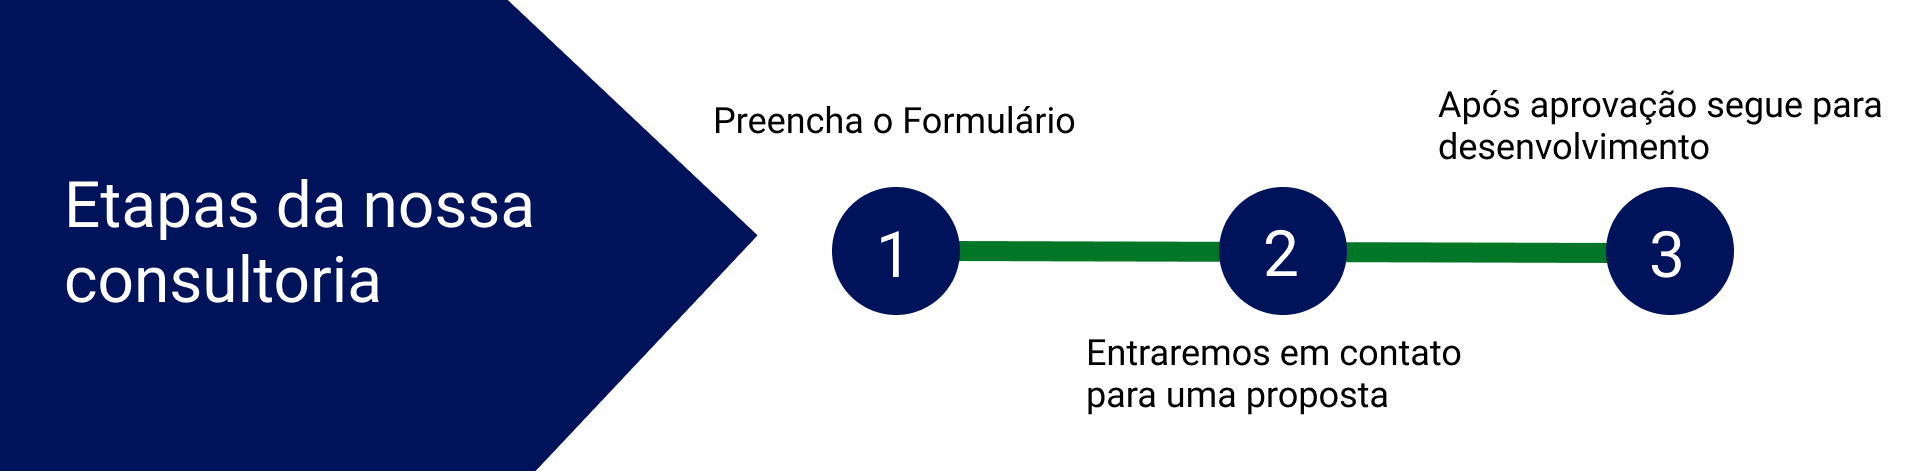 Etapas da nossa
consultoria
Preencha o Formulário
1
Entraremos em contato
para uma proposta
2
Após aprovação segue para
desenvolvimento
3